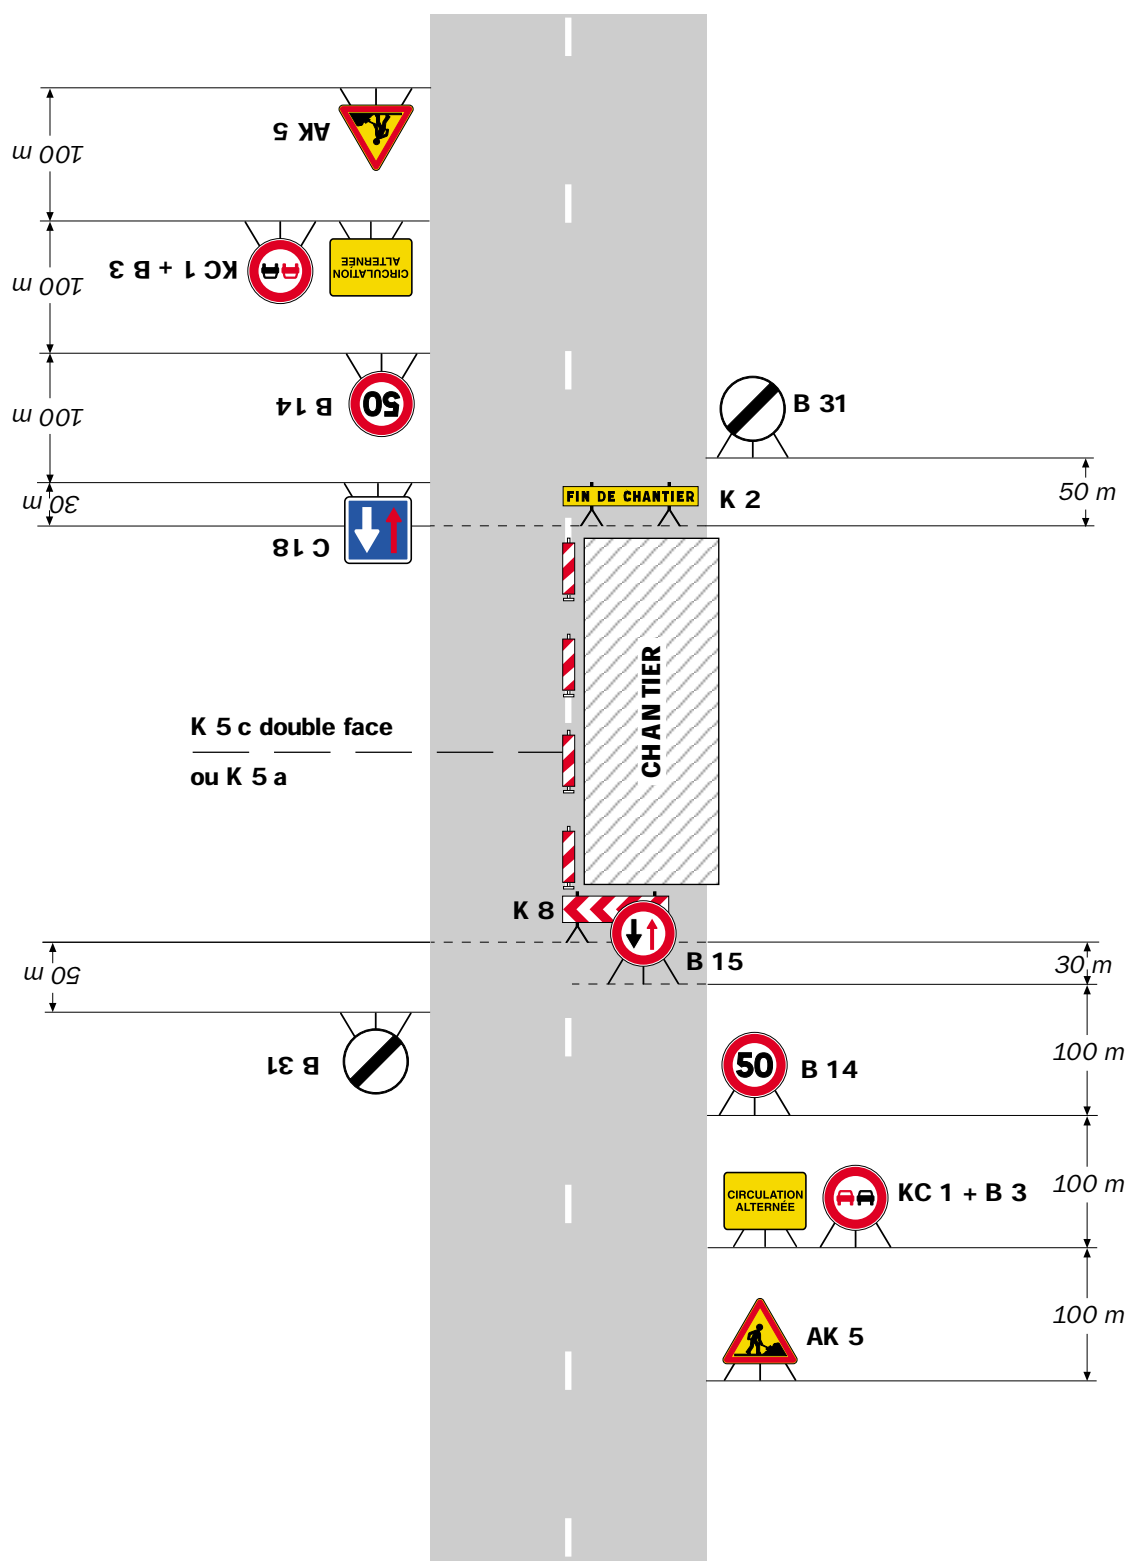 AK 5
100 m
KC 1 + B 3
CIRCULATION
ALTERNÉE
100 m
B 14
50
100 m
B 31
50 m
30 m
FIN DE CHANTIER
K 2
C 18
CHANTIER
K 5 c double face
ou K 5 a
K 8
B 15
30 m
50 m
B 31
50
B 14
100 m
CIRCULATION
ALTERNÉE
KC 1 + B 3
100 m
AK 5
100 m